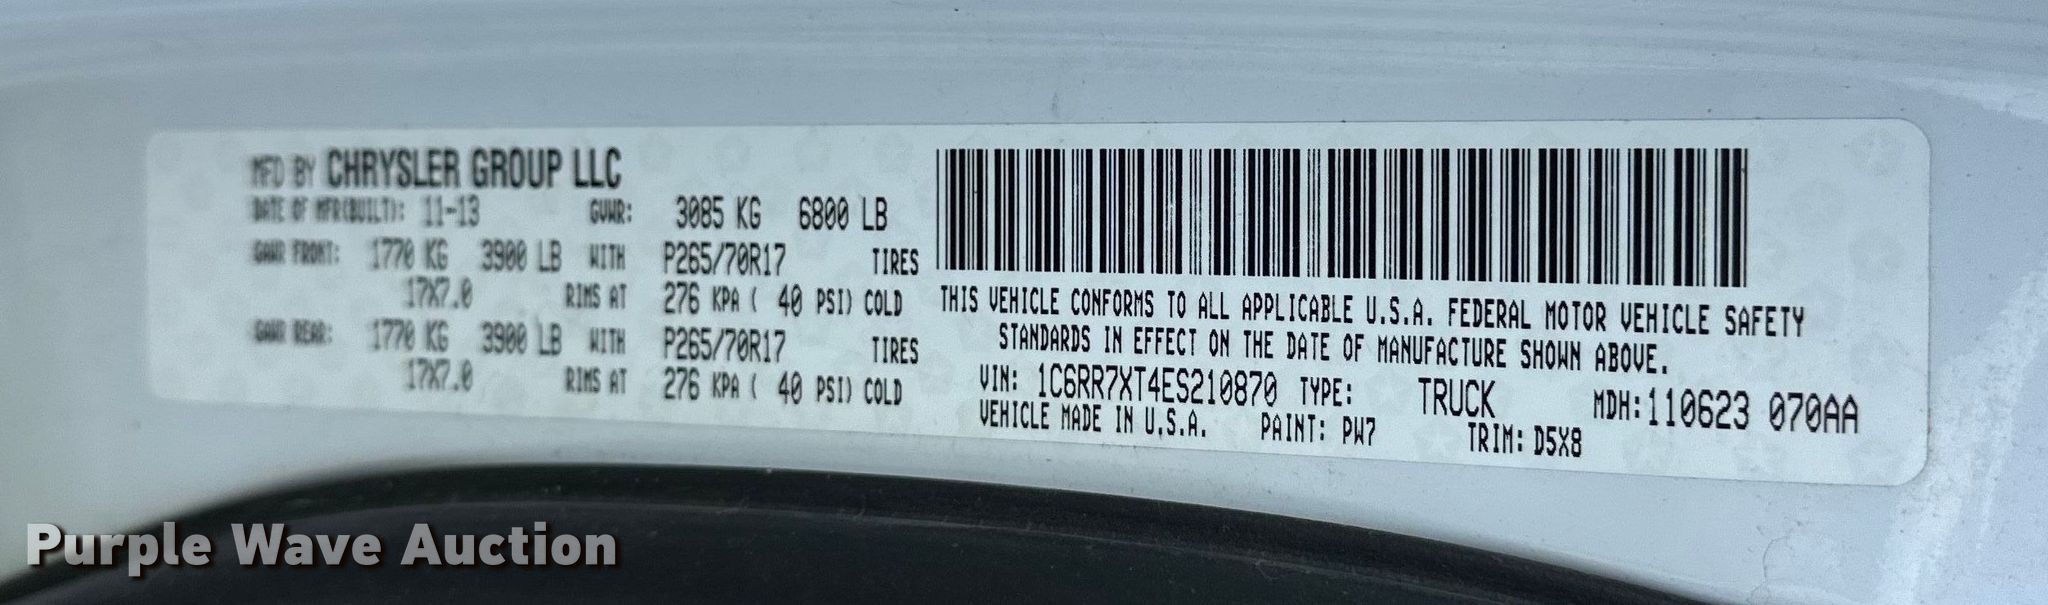 MFD BY CHRYSLER GROUP LLC
DATE OF MFR(BUILT): 11-13 GVWR: 3085 KG 6800 LB
GAWR FRONT: 1770 KG 3900 LB WITH P265/70R17 TIRES
17X7.0 RIMS AT 276 KPA ( 40 PSI) COLD
GAWR REAR: 1770 KG 3900 LB WITH P265/70R17 TIRES
17X7.0 RIMS AT 276 KPA ( 40 PSI) COLD
THIS VEHICLE CONFORMS TO ALL APPLICABLE U.S.A. FEDERAL MOTOR VEHICLE SAFETY
STANDARDS IN EFFECT ON THE DATE OF MANUFACTURE SHOWN ABOVE.
VIN: 1C6RR7XT4ES210870 TYPE: TRUCK MDH: 110623 070AA
VEHICLE MADE IN U.S.A. PAINT: PW7 TRIM: D5X8
Purple Wave Auction